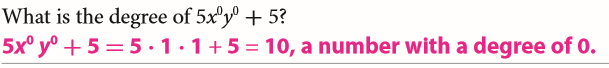 What is the degree of 5x⁰y⁰ + 5?
5x⁰ y⁰ + 5 = 5 · 1 · 1 + 5 = 10, a number with a degree of 0.